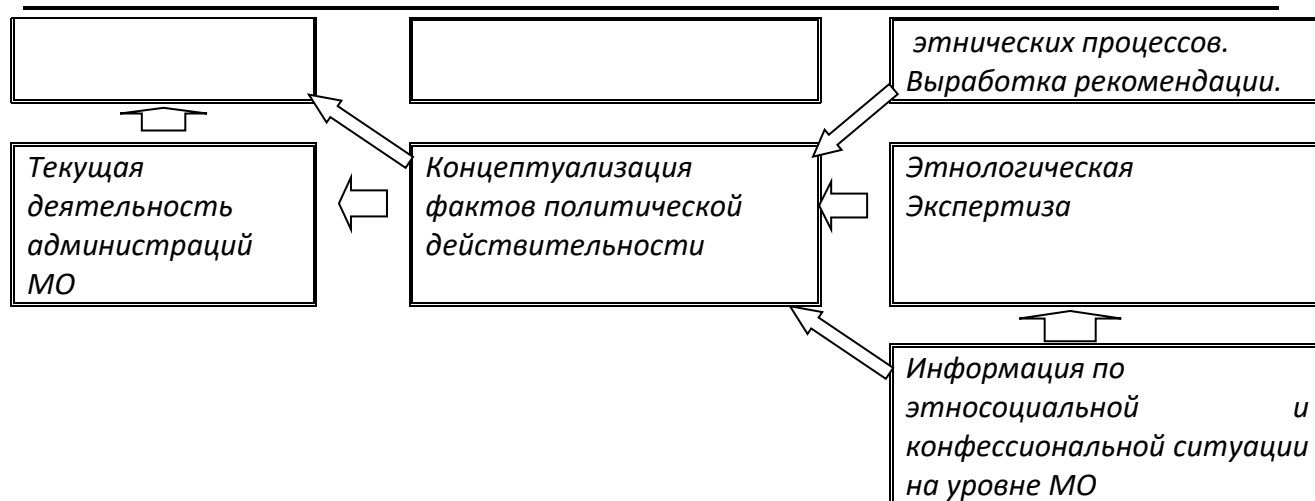 этнических процессов.
Выработка рекомендации.
Текущая
деятельность
администраций
МО
Концептуализация
фактов политической
действительности
Этнологическая
Экспертиза
Информация по
этносоциальной и
конфессиональной ситуации
на уровне МО